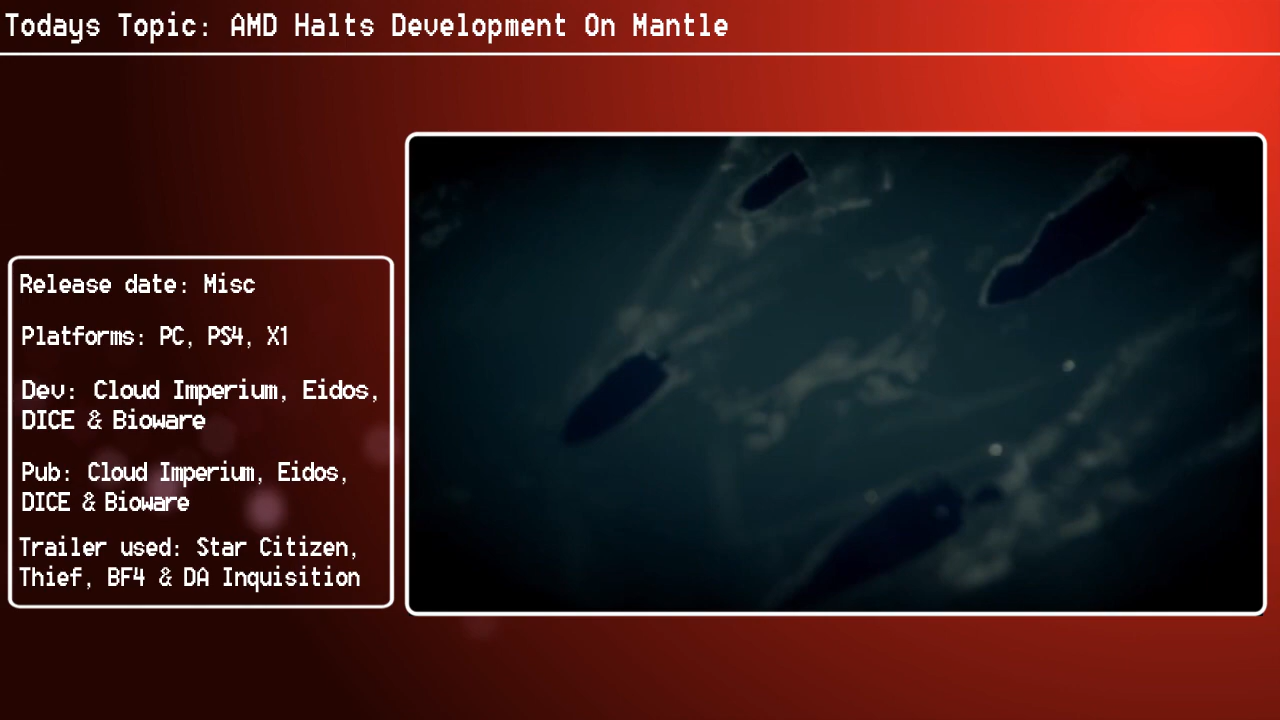 Todays Topic: AMD Halts Development On Mantle
Release date: Misc
Platforms: PC, PS4, X1
Dev: Cloud Imperium, Eidos,
DICE & Bioware
Pub: Cloud Imperium, Eidos,
DICE & Bioware
Trailer used: Star Citizen,
Thief, BF4 & DA Inquisition